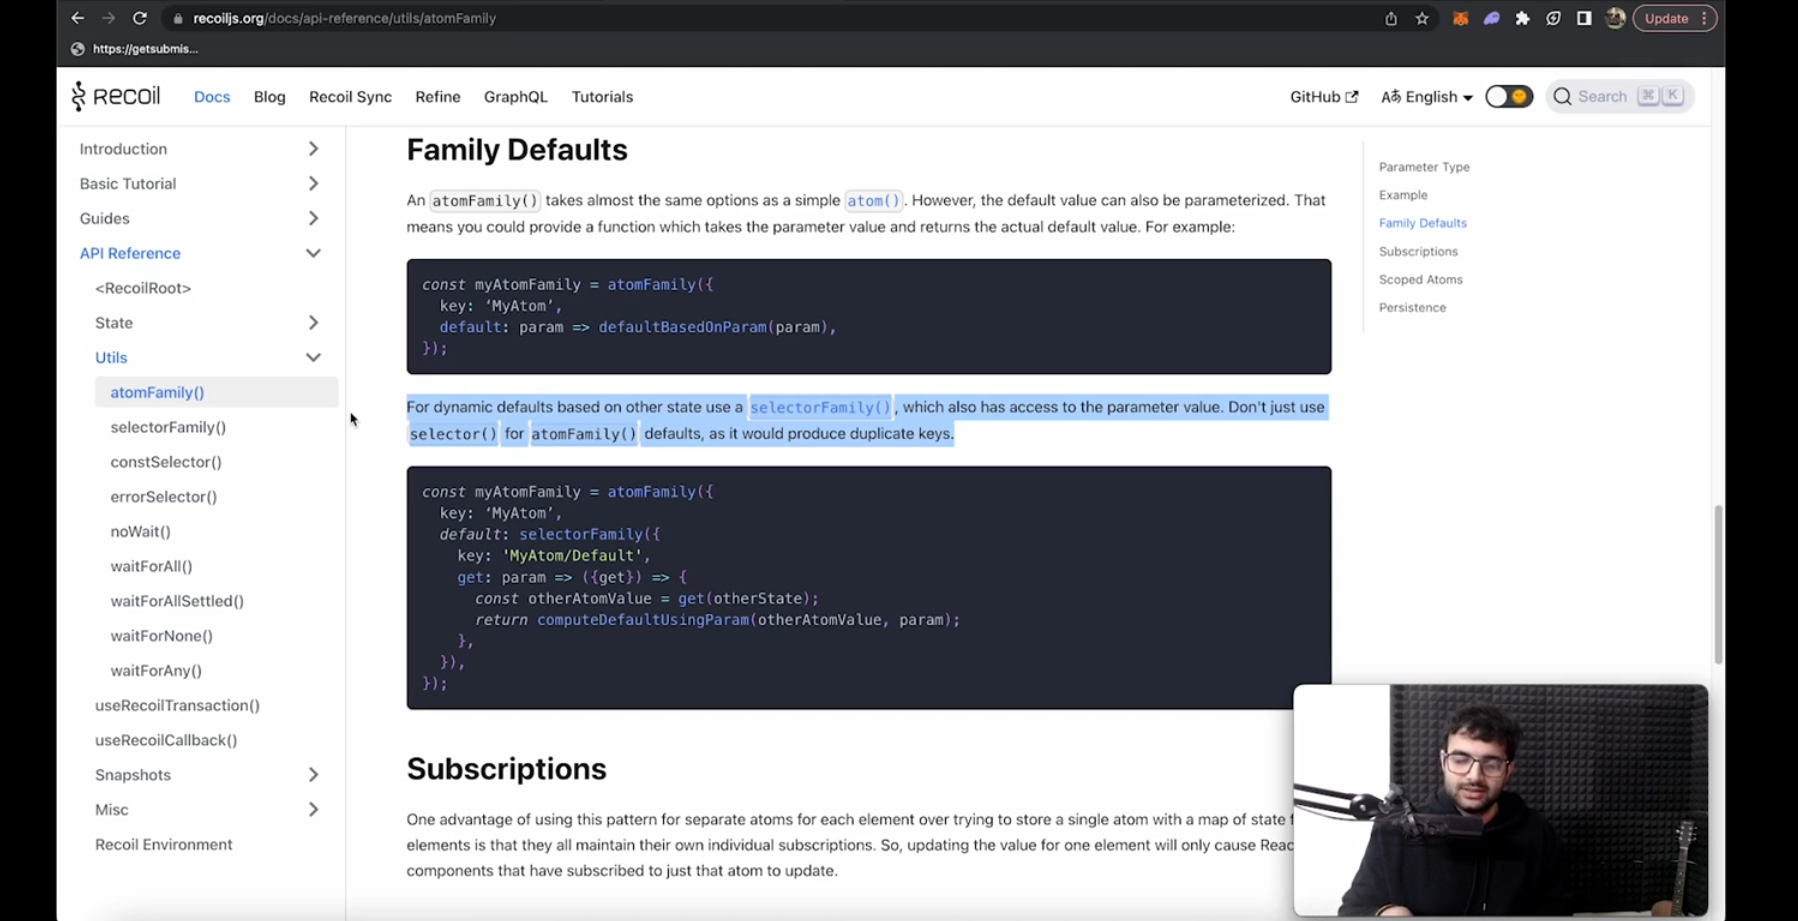 recoiljs.org/docs/api-reference/utils/atomFamily
Update
https://getsubmis...
Recoil
Docs
Blog
Recoil Sync
Refine
GraphQL
Tutorials
GitHub
English
Search
⌘ K
Introduction
Basic Tutorial
Guides
API Reference
<RecoilRoot>
State
Utils
atomFamily()
selectorFamily()
constSelector()
errorSelector()
noWait()
waitForAll()
waitForAllSettled()
waitForNone()
waitForAny()
useRecoilTransaction()
useRecoilCallback()
Snapshots
Misc
Recoil Environment
Family Defaults
An atomFamily() takes almost the same options as a simple atom(). However, the default value can also be parameterized. That
means you could provide a function which takes the parameter value and returns the actual default value. For example:
const myAtomFamily = atomFamily({
  key: ‘MyAtom’,
  default: param => defaultBasedOnParam(param),
});
For dynamic defaults based on other state use a selectorFamily(), which also has access to the parameter value. Don't just use
selector() for atomFamily() defaults, as it would produce duplicate keys.
const myAtomFamily = atomFamily({
  key: ‘MyAtom’,
  default: selectorFamily({
    key: 'MyAtom/Default',
    get: param => ({get}) => {
      const otherAtomValue = get(otherState);
      return computeDefaultUsingParam(otherAtomValue, param);
    },
  }),
});
Subscriptions
One advantage of using this pattern for separate atoms for each element over trying to store a single atom with a map of state
elements is that they all maintain their own individual subscriptions. So, updating the value for one element will only cause Reac
components that have subscribed to just that atom to update.
Parameter Type
Example
Family Defaults
Subscriptions
Scoped Atoms
Persistence